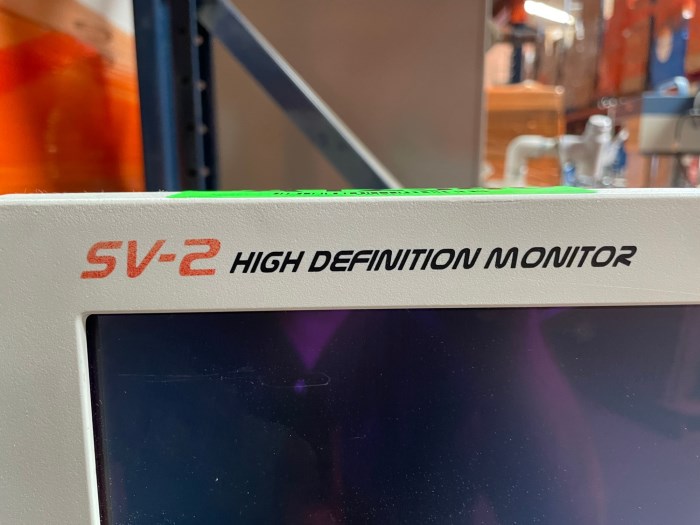 SV-2 HIGH DEFINITION MONITOR